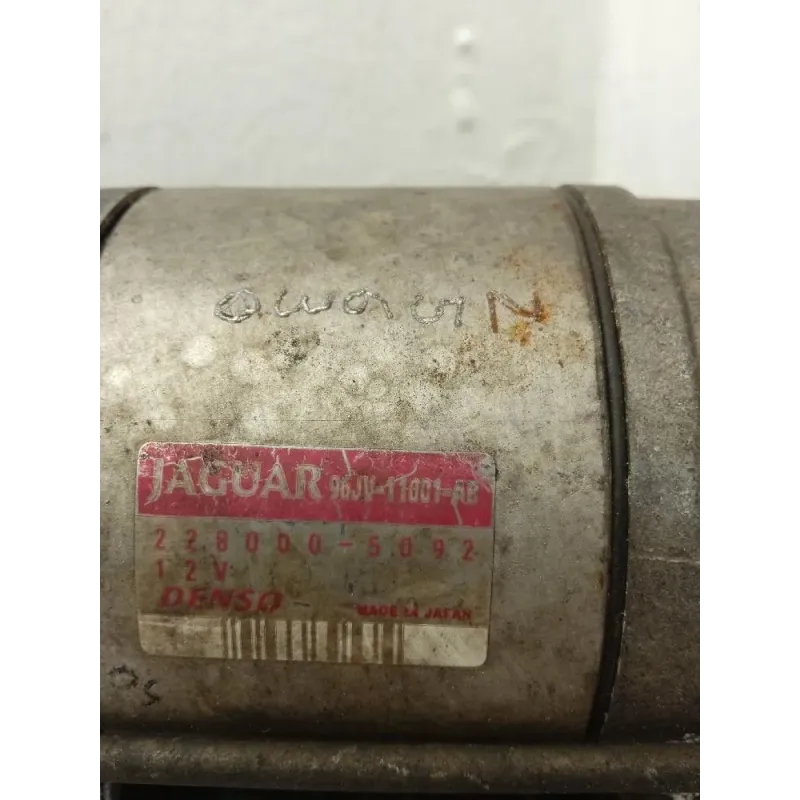 JAGUAR 96JV-11001-AB
228000-5092
12V
DENSO MADE IN JAPAN